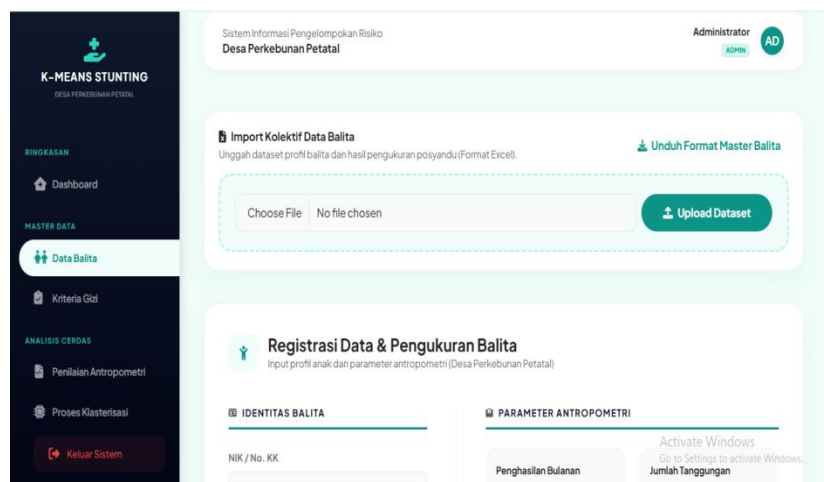 K-MEANS STUNTING
DESA PERKEBUNAN PETATAL
RINGKASAN
Dashboard
MASTER DATA
Data Balita
Kriteria Gizi
ANALISIS CERDAS
Penilaian Antropometri
Proses Klasterisasi
Keluar Sistem
Sistem Informasi Pengelompokan Risiko
Desa Perkebunan Petatal
Administrator
ADMIN
AD
Import Kolektif Data Balita
Unggah dataset profil balita dan hasil pengukuran posyandu (Format Excel).
Unduh Format Master Balita
Choose File No file chosen
Upload Dataset
Registrasi Data & Pengukuran Balita
Input profil anak dan parameter antropometri (Desa Perkebunan Petatal)
IDENTITAS BALITA
NIK / No. KK
PARAMETER ANTROPOMETRI
Penghasilan Bulanan
Jumlah Tanggungan
Activate Windows
Go to Settings to activate Windows.